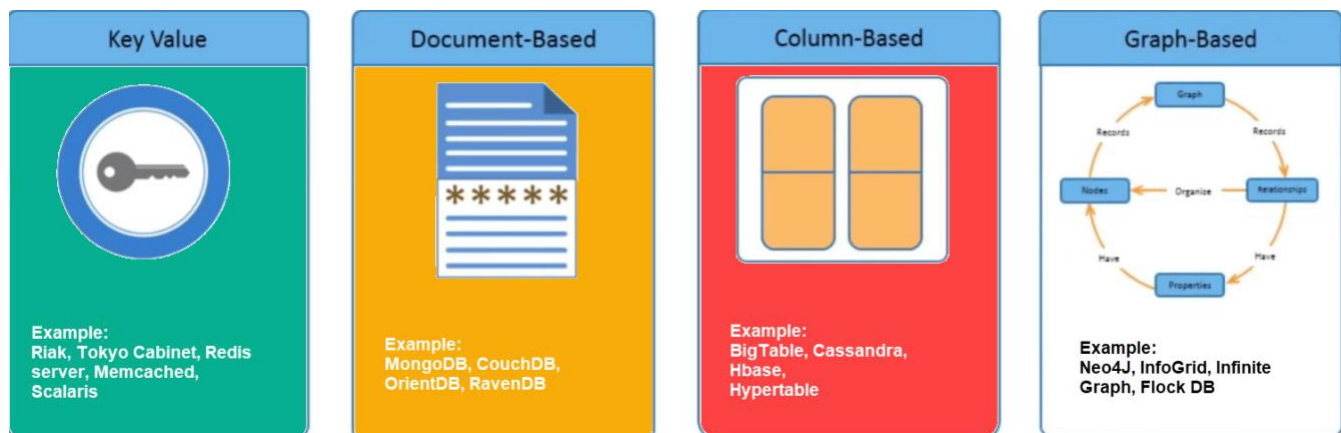 Key Value
Example:
Riak, Tokyo Cabinet, Redis
server, Memcached,
Scalaris
Document-Based
*****
Example:
MongoDB, CouchDB,
OrientDB, RavenDB
Column-Based
Example:
BigTable, Cassandra,
Hbase,
Hypertable
Graph-Based
Graph
Records
Records
Nodes
Organize
Relationships
Have
Have
Properties
Example:
Neo4J, InfoGrid, Infinite
Graph, Flock DB